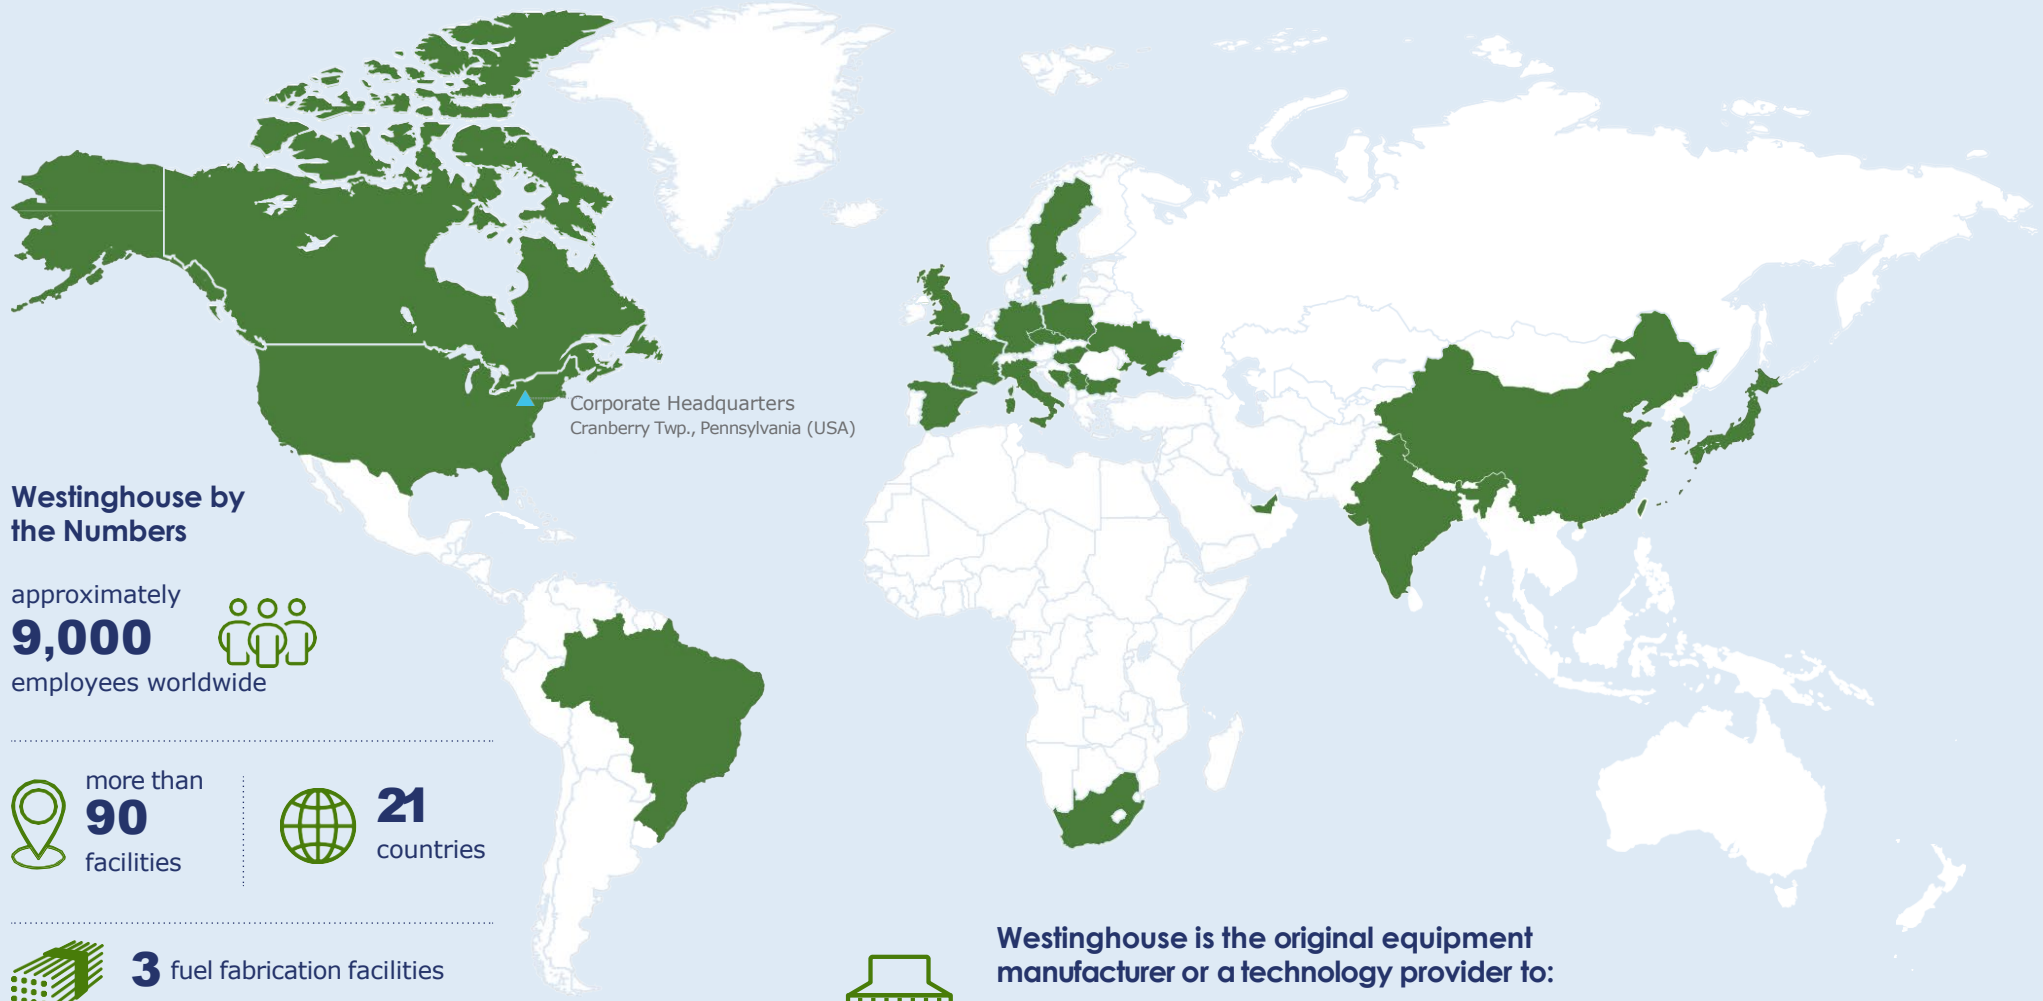 Corporate Headquarters
Cranberry Twp., Pennsylvania (USA)
Westinghouse by
the Numbers
approximately
9,000
employees worldwide
more than
90
facilities
21
countries
3 fuel fabrication facilities
Westinghouse is the original equipment
manufacturer or a technology provider to: